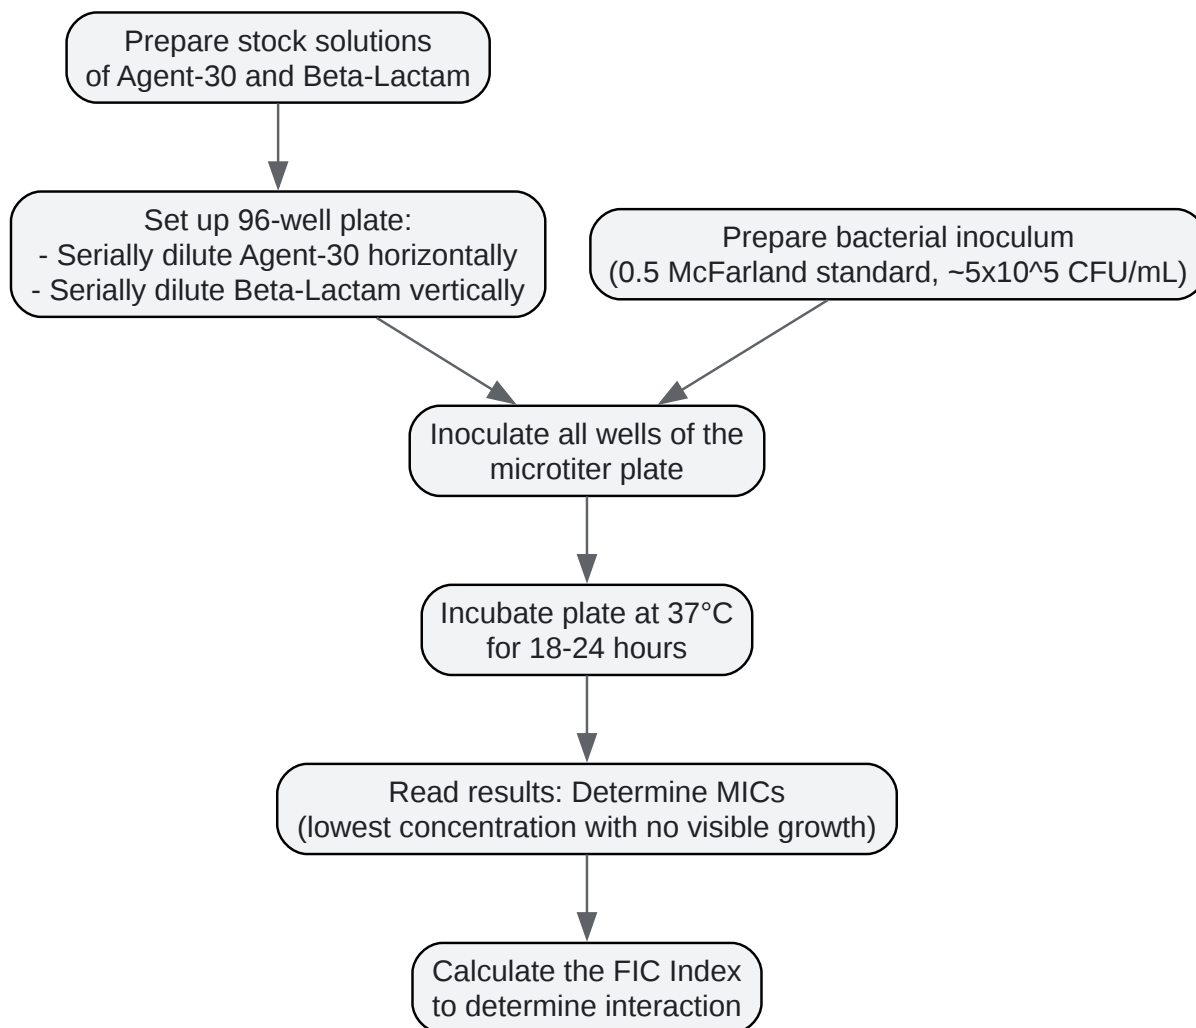 Prepare stock solutions
of Agent-30 and Beta-Lactam
Set up 96-well plate:
- Serially dilute Agent-30 horizontally
- Serially dilute Beta-Lactam vertically
Prepare bacterial inoculum
(0.5 McFarland standard, ~5x10^5 CFU/mL)
Inoculate all wells of the
microtiter plate
Incubate plate at 37°C
for 18-24 hours
Read results: Determine MICs
(lowest concentration with no visible growth)
Calculate the FIC Index
to determine interaction